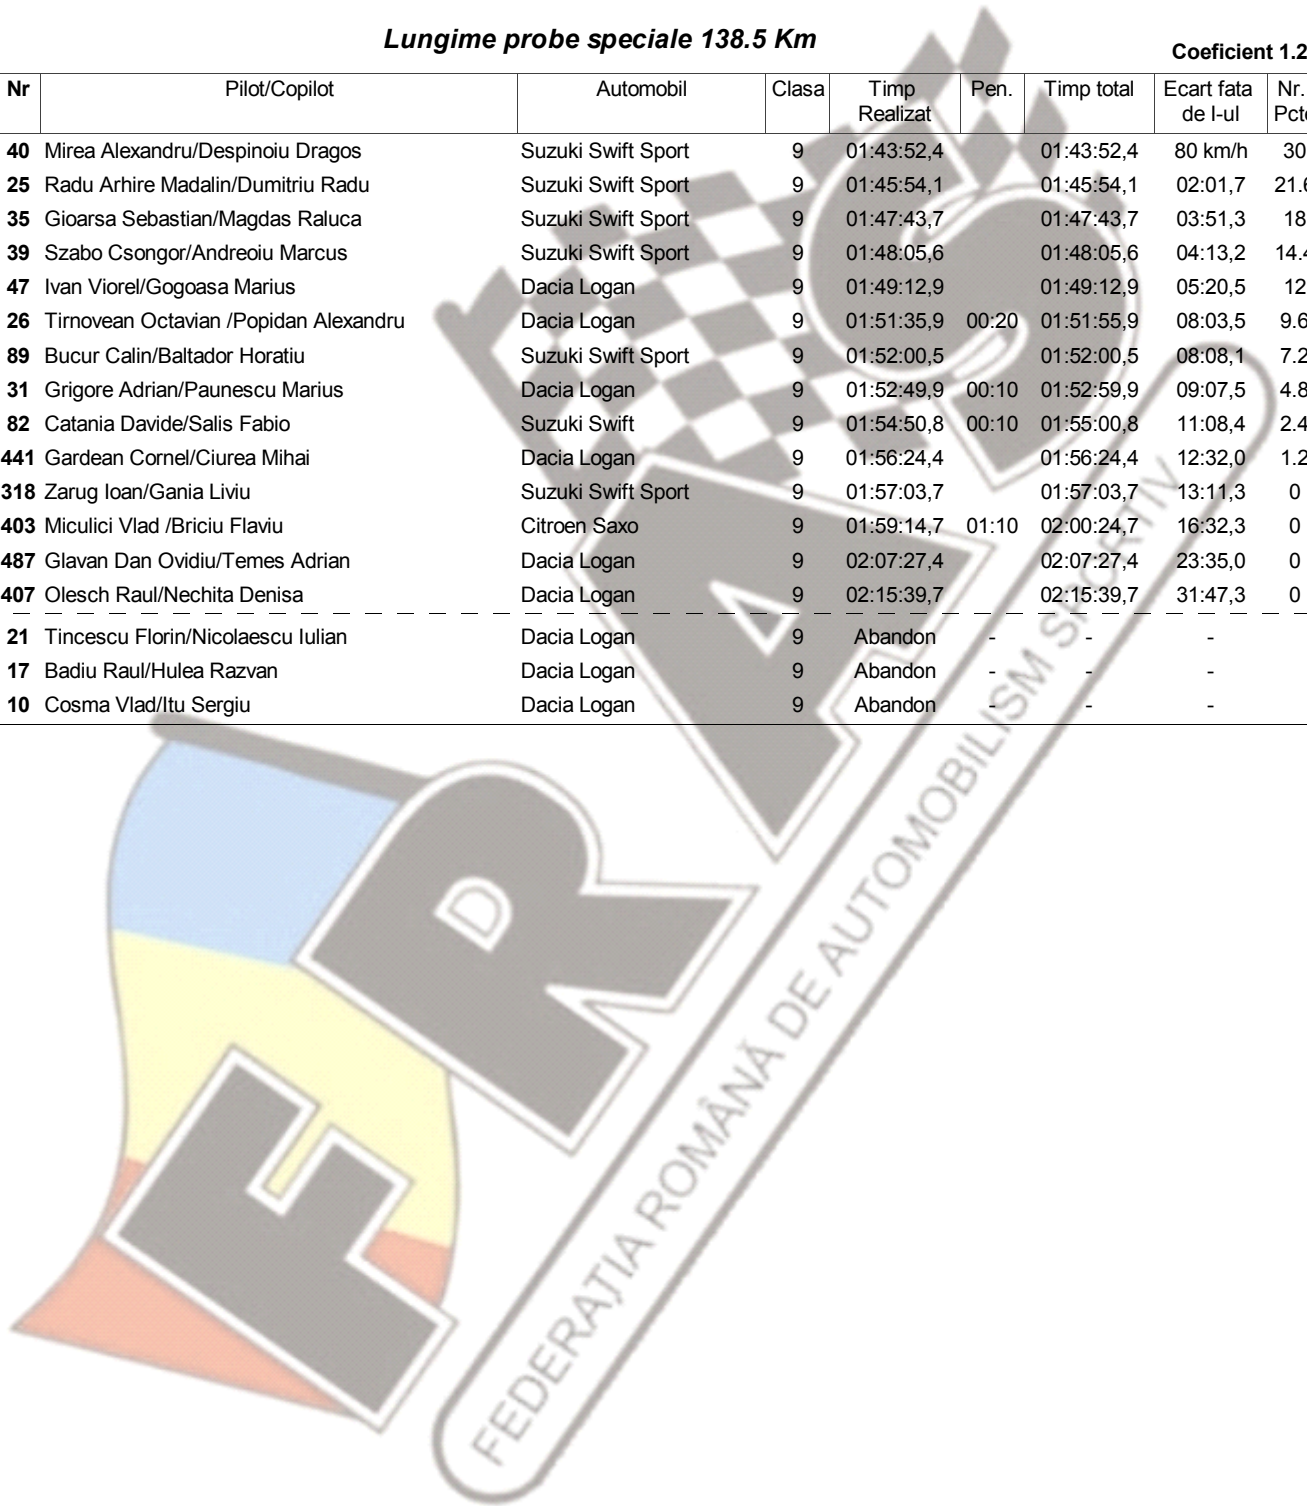 Lungime probe speciale 138.5 Km
Coeficient 1.2
Nr Pilot/Copilot Automobil Clasa Timp Realizat Pen. Timp total Ecart fata de l-ul Nr. Pcte
40 Mirea Alexandru/Despinoiu Dragos Suzuki Swift Sport 9 01:43:52,4 01:43:52,4 80 km/h 30
25 Radu Arhire Madalin/Dumitriu Radu Suzuki Swift Sport 9 01:45:54,1 01:45:54,1 02:01,7 21.6
35 Gioarsa Sebastian/Magdas Raluca Suzuki Swift Sport 9 01:47:43,7 01:47:43,7 03:51,3 18
39 Szabo Csongor/Andreoiu Marcus Suzuki Swift Sport 9 01:48:05,6 01:48:05,6 04:13,2 14.4
47 Ivan Viorel/Gogoasa Marius Dacia Logan 9 01:49:12,9 01:49:12,9 05:20,5 12
26 Tirnovean Octavian /Popidan Alexandru Dacia Logan 9 01:51:35,9 00:20 01:51:55,9 08:03,5 9.6
89 Bucur Calin/Baltador Horatiu Suzuki Swift Sport 9 01:52:00,5 01:52:00,5 08:08,1 7.2
31 Grigore Adrian/Paunescu Marius Dacia Logan 9 01:52:49,9 00:10 01:52:59,9 09:07,5 4.8
82 Catania Davide/Salis Fabio Suzuki Swift 9 01:54:50,8 00:10 01:55:00,8 11:08,4 2.4
441 Gardean Cornel/Ciurea Mihai Dacia Logan 9 01:56:24,4 01:56:24,4 12:32,0 1.2
318 Zarug Ioan/Gania Liviu Suzuki Swift Sport 9 01:57:03,7 01:57:03,7 13:11,3 0
403 Miculici Vlad /Briciu Flaviu Citroen Saxo 9 01:59:14,7 01:10 02:00:24,7 16:32,3 0
487 Glavan Dan Ovidiu/Temes Adrian Dacia Logan 9 02:07:27,4 02:07:27,4 23:35,0 0
407 Olesch Raul/Nechita Denisa Dacia Logan 9 02:15:39,7 02:15:39,7 31:47,3 0
21 Tincescu Florin/Nicolaescu Iulian Dacia Logan 9 Abandon - - -
17 Badiu Raul/Hulea Razvan Dacia Logan 9 Abandon - - -
10 Cosma Vlad/Itu Sergiu Dacia Logan 9 Abandon - - -
FRAS
FEDERAȚIA ROMÂNĂ DE AUTOMOBILISM SPORTIV